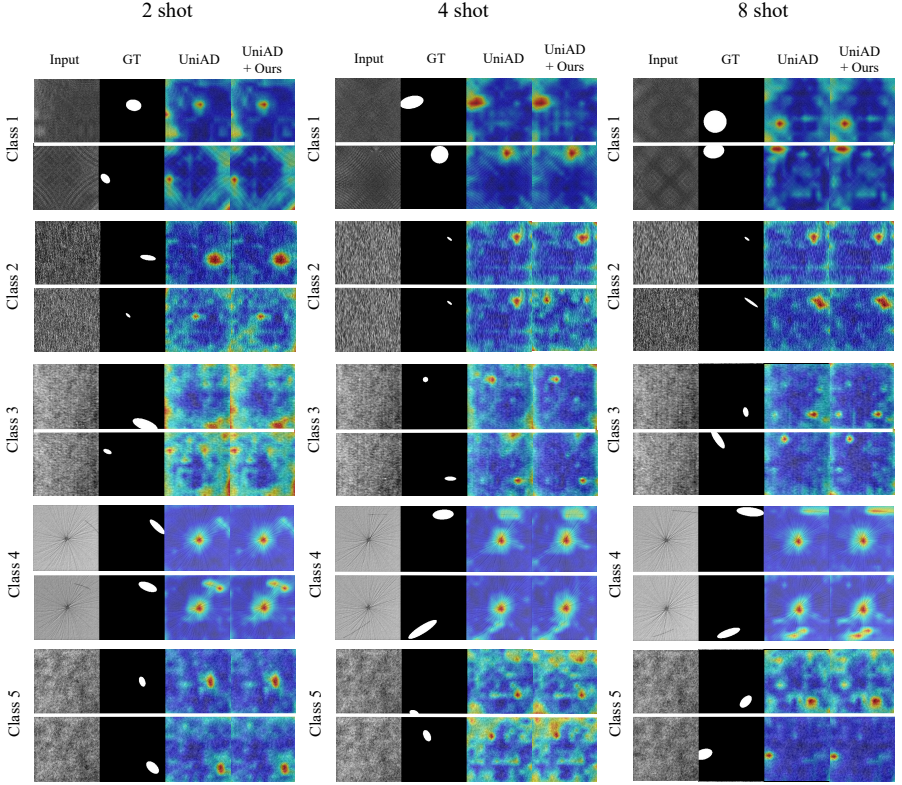 2 shot
4 shot
8 shot
Input
GT
UniAD
UniAD
+ Ours
Input
GT
UniAD
UniAD
+ Ours
Input
GT
UniAD
UniAD
+ Ours
Class 1
Class 1
Class 1
Class 2
Class 2
Class 2
Class 3
Class 3
Class 3
Class 4
Class 4
Class 4
Class 5
Class 5
Class 5